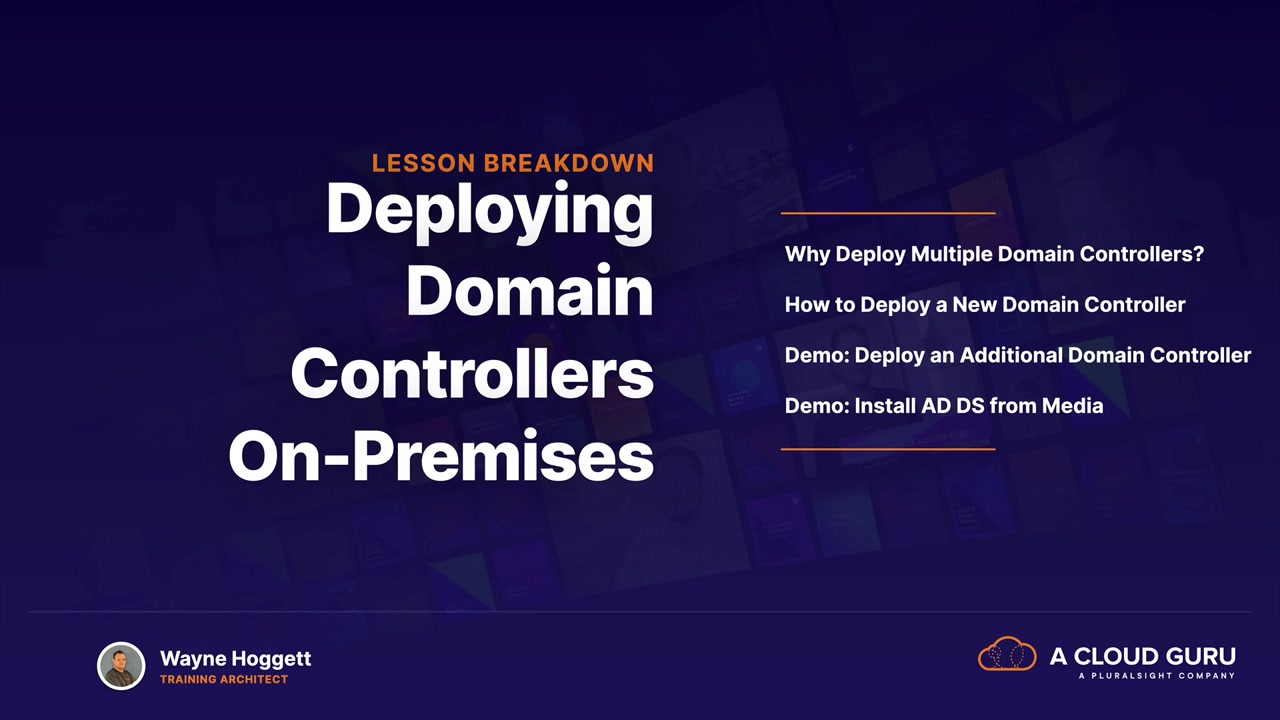 LESSON BREAKDOWN
Deploying
Domain
Controllers
On-Premises
Why Deploy Multiple Domain Controllers?
How to Deploy a New Domain Controller
Demo: Deploy an Additional Domain Controller
Demo: Install AD DS from Media
Wayne Hoggett
TRAINING ARCHITECT
A CLOUD GURU
A PLURALSIGHT COMPANY